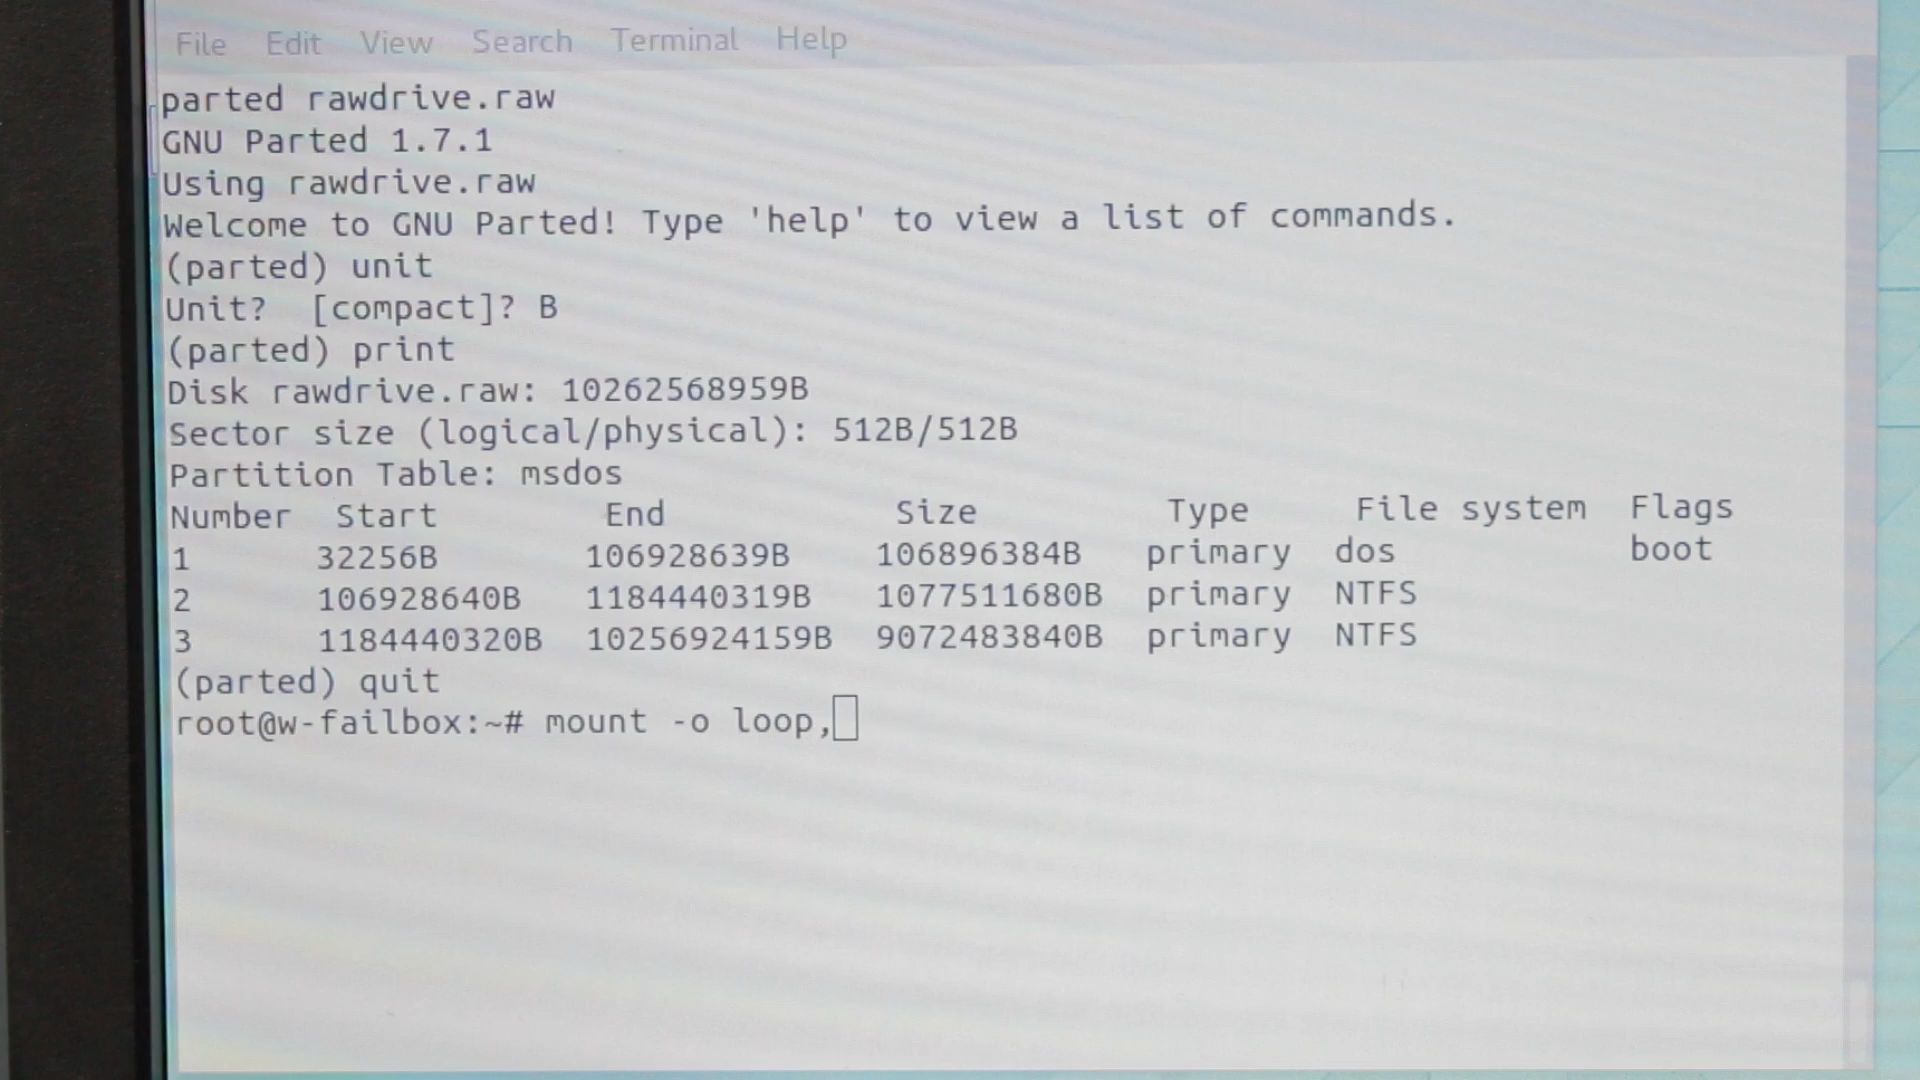 File Edit View Search Terminal Help
parted rawdrive.raw
GNU Parted 1.7.1
Using rawdrive.raw
Welcome to GNU Parted! Type 'help' to view a list of commands.
(parted) unit
Unit? [compact]? B
(parted) print
Disk rawdrive.raw: 10262568959B
Sector size (logical/physical): 512B/512B
Partition Table: msdos
Number Start End Size Type File system Flags
1 32256B 106928639B 106896384B primary dos boot
2 106928640B 1184440319B 1077511680B primary NTFS
3 1184440320B 10256924159B 9072483840B primary NTFS
(parted) quit
root@w-failbox:~# mount -o loop,